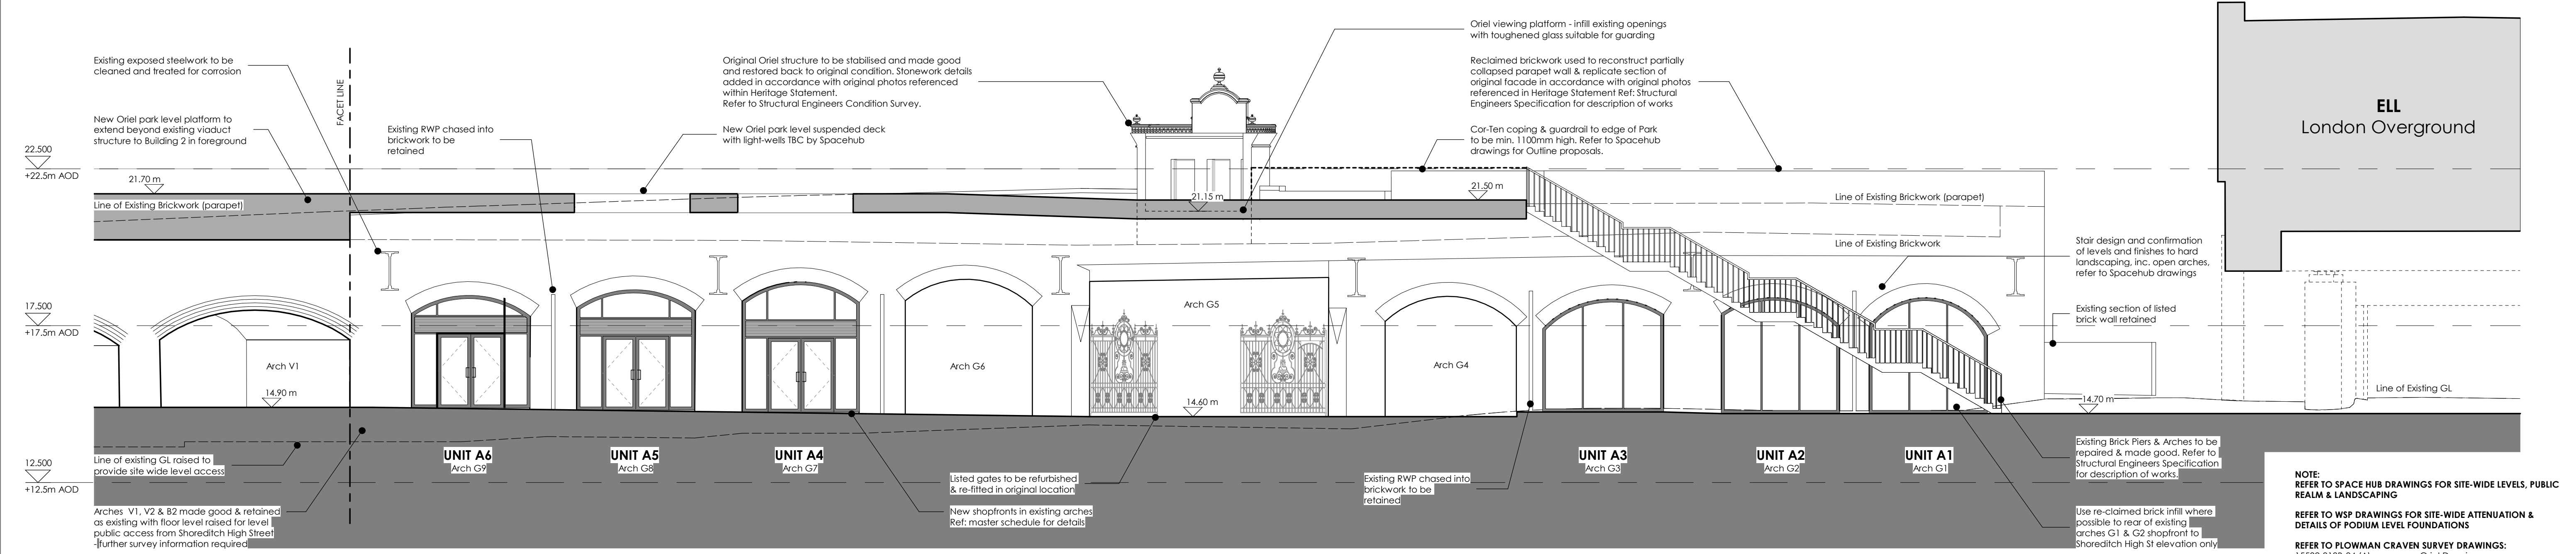 Existing exposed steelwork to be
cleaned and treated for corrosion
New Oriel park level platform to
extend beyond existing viaduct
structure to Building 2 in foreground
22.500
+22.5m AOD
21.70 m
Line of Existing Brickwork (parapet)
17.500
+17.5m AOD
12.500
+12.5m AOD
FACET LINE
Existing RWP chased into
brickwork to be
retained
Original Oriel structure to be stabilised and made good
and restored back to original condition. Stonework details
added in accordance with original photos referenced
within Heritage Statement.
Refer to Structural Engineers Condition Survey.
New Oriel park level suspended deck
with light-wells TBC by Spacehub
Oriel viewing platform - infill existing openings
with toughened glass suitable for guarding
Reclaimed brickwork used to reconstruct partially
collapsed parapet wall & replicate section of
original facade in accordance with original photos
referenced in Heritage Statement Ref: Structural
Engineers Specification for description of works
Cor-Ten coping & guardrail to edge of Park
to be min. 1100mm high. Refer to Spacehub
drawings for Outline proposals.
21.15 m
21.50 m
Line of Existing Brickwork (parapet)
Line of Existing Brickwork
ELL
London Overground
Stair design and confirmation
of levels and finishes to hard
landscaping, inc. open arches,
refer to Spacehub drawings
Existing section of listed
brick wall retained
Line of Existing GL
14.70 m
Arch V1
14.90 m
Arch G6
Arch G5
14.60 m
Arch G4
UNIT A6
Arch G9
UNIT A5
Arch G8
UNIT A4
Arch G7
UNIT A3
Arch G3
UNIT A2
Arch G2
UNIT A1
Arch G1
Line of existing GL raised to
provide site wide level access
Arches V1, V2 & B2 made good & retained
as existing with floor level raised for level
public access from Shoreditch High Street
- further survey information required
Listed gates to be refurbished
& re-fitted in original location
New shopfronts in existing arches
Ref: master schedule for details
Existing RWP chased into
brickwork to be
retained
Existing Brick Piers & Arches to be
repaired & made good. Refer to
Structural Engineers Specification
for description of works.
Use re-claimed brick infill where
possible to rear of existing
arches G1 & G2 shopfront to
Shoreditch High St elevation only
NOTE:
REFER TO SPACE HUB DRAWINGS FOR SITE-WIDE LEVELS, PUBLIC
REALM & LANDSCAPING
REFER TO WSP DRAWINGS FOR SITE-WIDE ATTENUATION &
DETAILS OF PODIUM LEVEL FOUNDATIONS
REFER TO PLOWMAN CRAVEN SURVEY DRAWINGS: